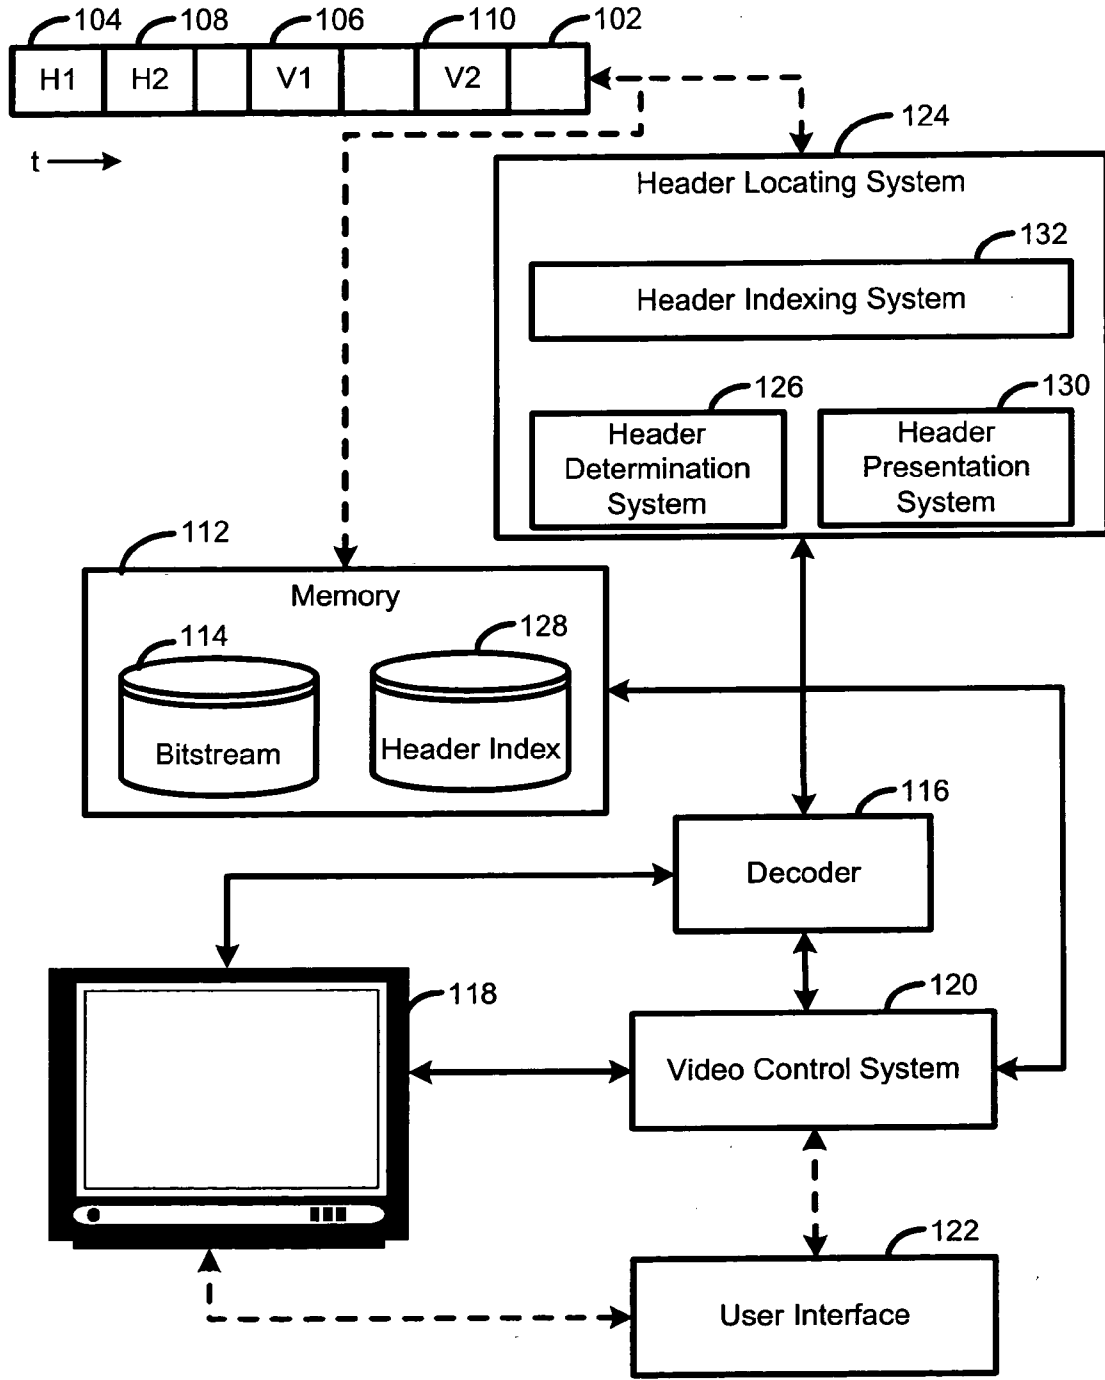 104 108 106 110 102
H1 H2 V1 V2
t
124
Header Locating System
132
Header Indexing System
126
Header
Determination
System
130
Header
Presentation
System
112
Memory
114
Bitstream
128
Header Index
116
Decoder
118
120
Video Control System
122
User Interface